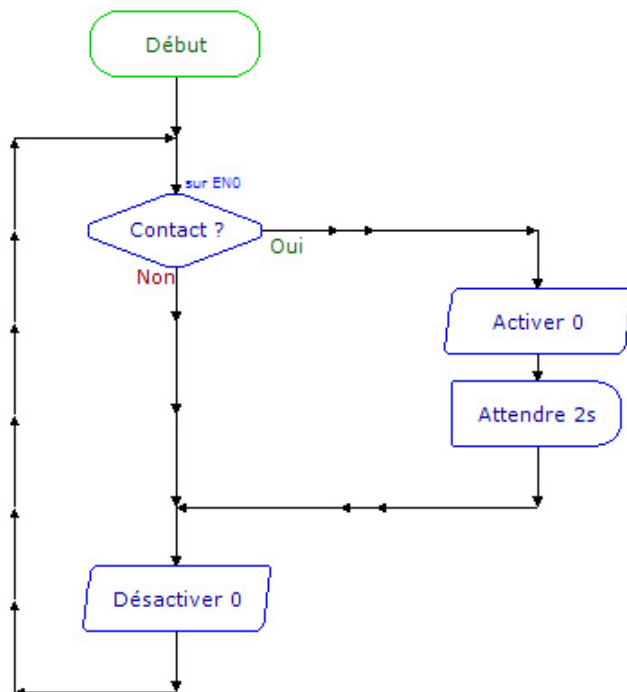 Début
sur EN0
Contact ?
Oui
Non
Activer 0
Attendre 2s
Désactiver 0